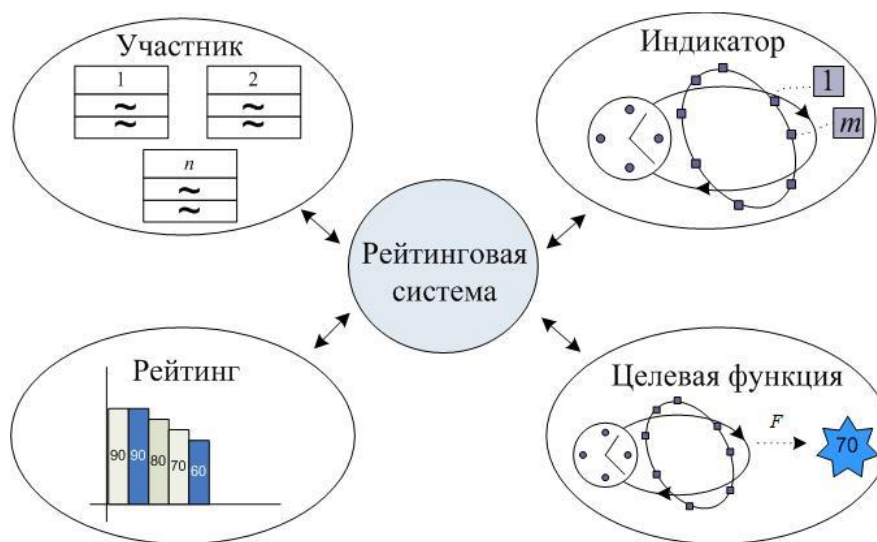 Участник
1
2
n
Индикатор
1
m
Рейтинговая
система
Рейтинг
90
90
80
70
60
Целевая функция
F
70